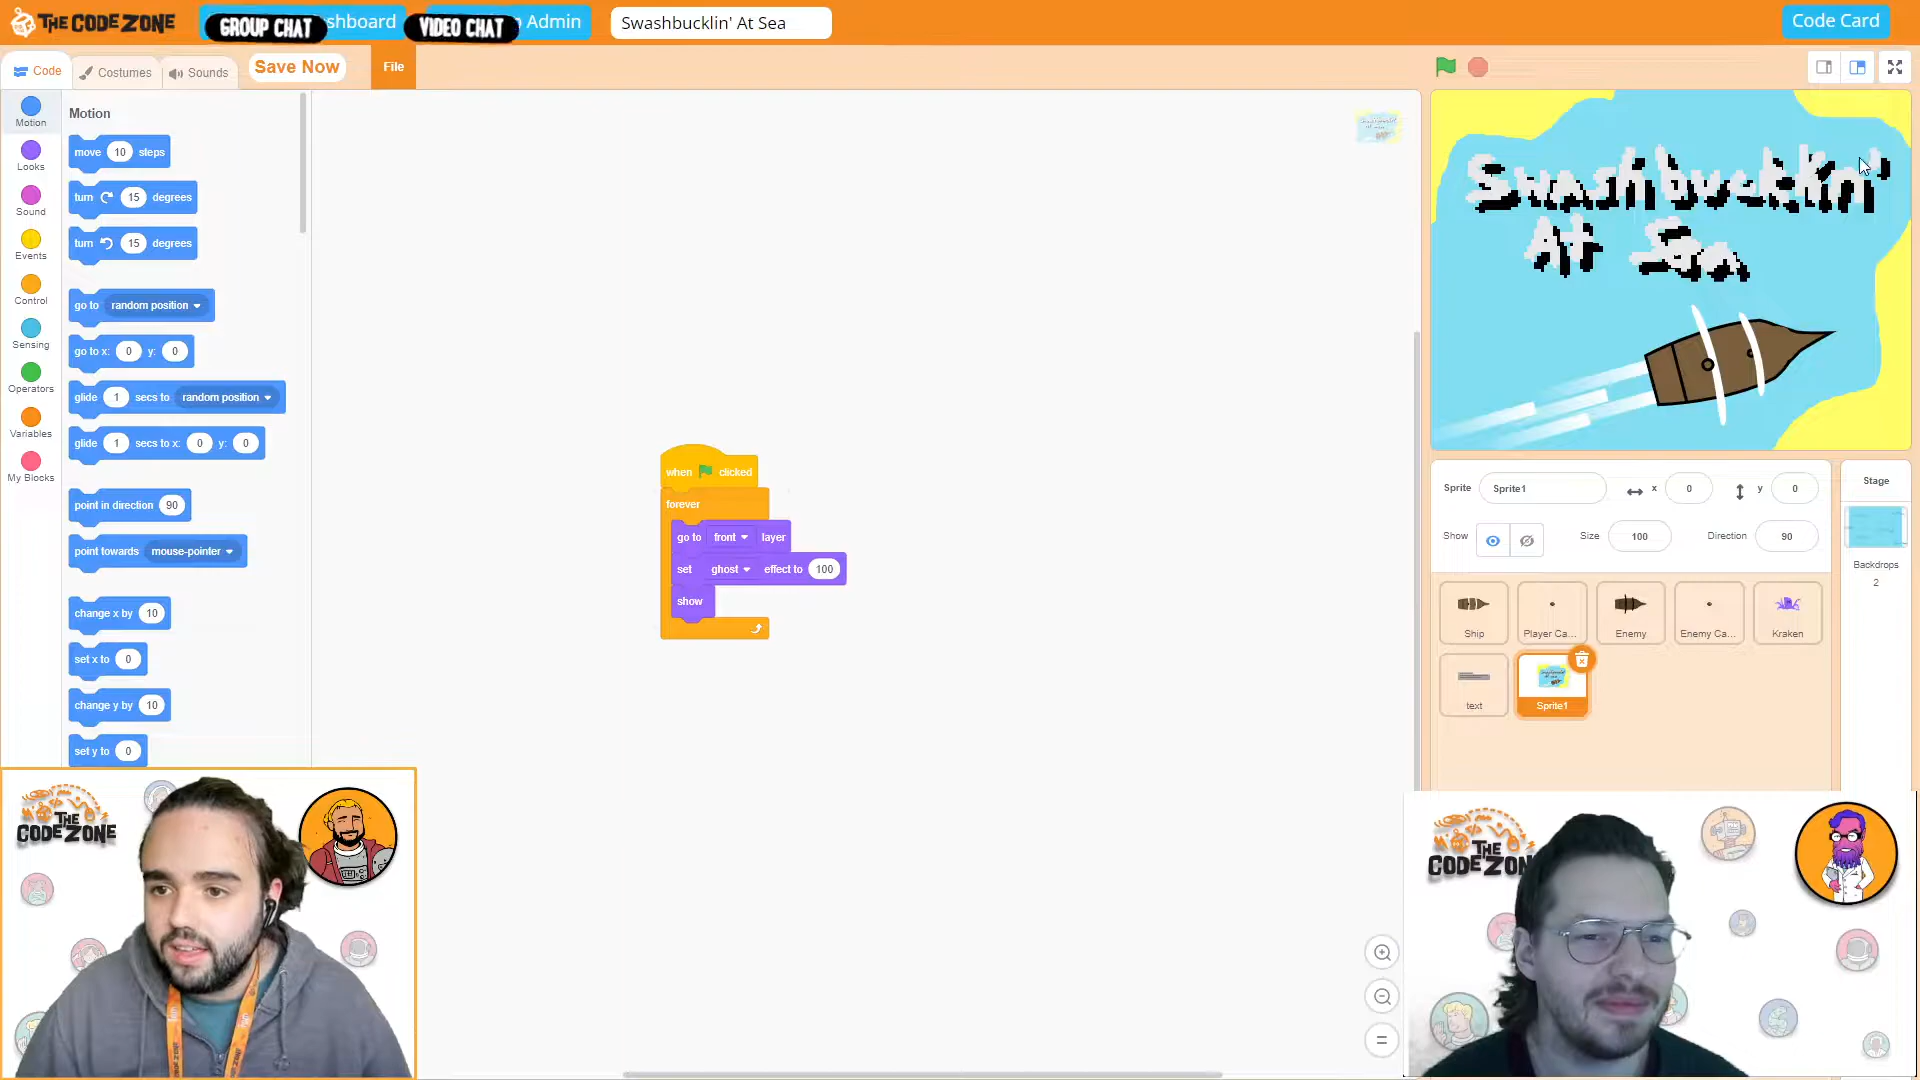 THE CODE ZONE
GROUP CHAT
shboard
VIDEO CHAT
Admin
Swashbucklin' At Sea
Code Card
Code
Costumes
Sounds
Save Now
File
Motion
Looks
Sound
Events
Control
Sensing
Operators
Variables
My Blocks
Motion
move 10 steps
turn 15 degrees
turn 15 degrees
go to random position
go to x: 0 y: 0
glide 1 secs to random position
glide 1 secs to x: 0 y: 0
point in direction 90
point towards mouse-pointer
change x by 10
set x to 0
change y by 10
set y to 0
when clicked
forever
go to front layer
set ghost effect to 100
show
Swashbucklin'
At Sea
Sprite Sprite1 x 0 y 0
Show Size 100 Direction 90
Stage
Backdrops
2
Ship
Player Ca...
Enemy
Enemy Ca...
Kraken
text
Sprite1
THE
CODE ZONE
THE
CODE ZON